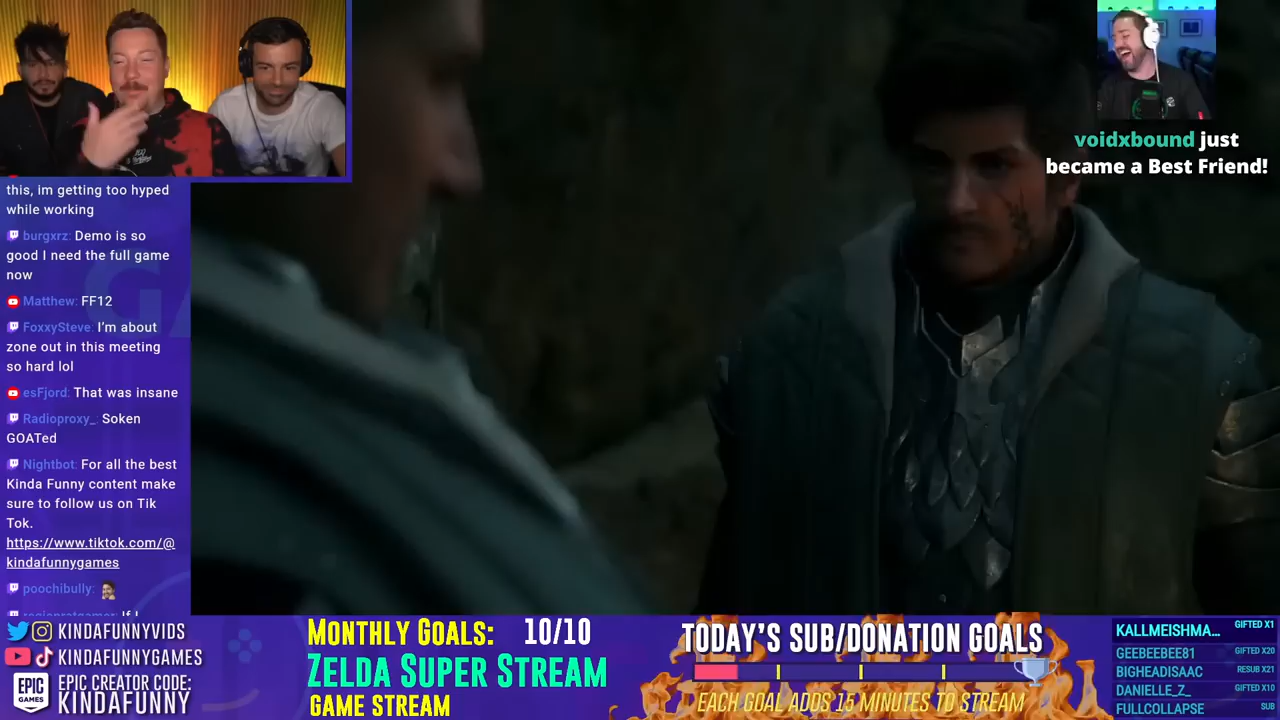 voidxbound just
became a Best Friend!
this, im getting too hyped
while working
burgxrz: Demo is so
good I need the full game
now
Matthew: FF12
FoxxySteve: I'm about
zone out in this meeting
so hard lol
esFjord: That was insane
Radioproxy_: Soken
GOATed
Nightbot: For all the best
Kinda Funny content make
sure to follow us on Tik
Tok.
https://www.tiktok.com/@
kindafunnygames
poochibully:
KINDAFUNNYVIDS
KINDAFUNNYGAMES
EPIC GAMES
EPIC CREATOR CODE:
KINDAFUNNY
MONTHLY GOALS: 10/10
ZELDA SUPER STREAM
GAME STREAM
TODAY'S SUB/DONATION GOALS
EACH GOAL ADDS 15 MINUTES TO STREAM
KALLMEISHMA... GIFTED X1
GEEBEEBEE81 GIFTED X20
BIGHEADISAAC RESUB X21
DANIELLE_Z_ GIFTED X10
FULLCOLLAPSE SUB